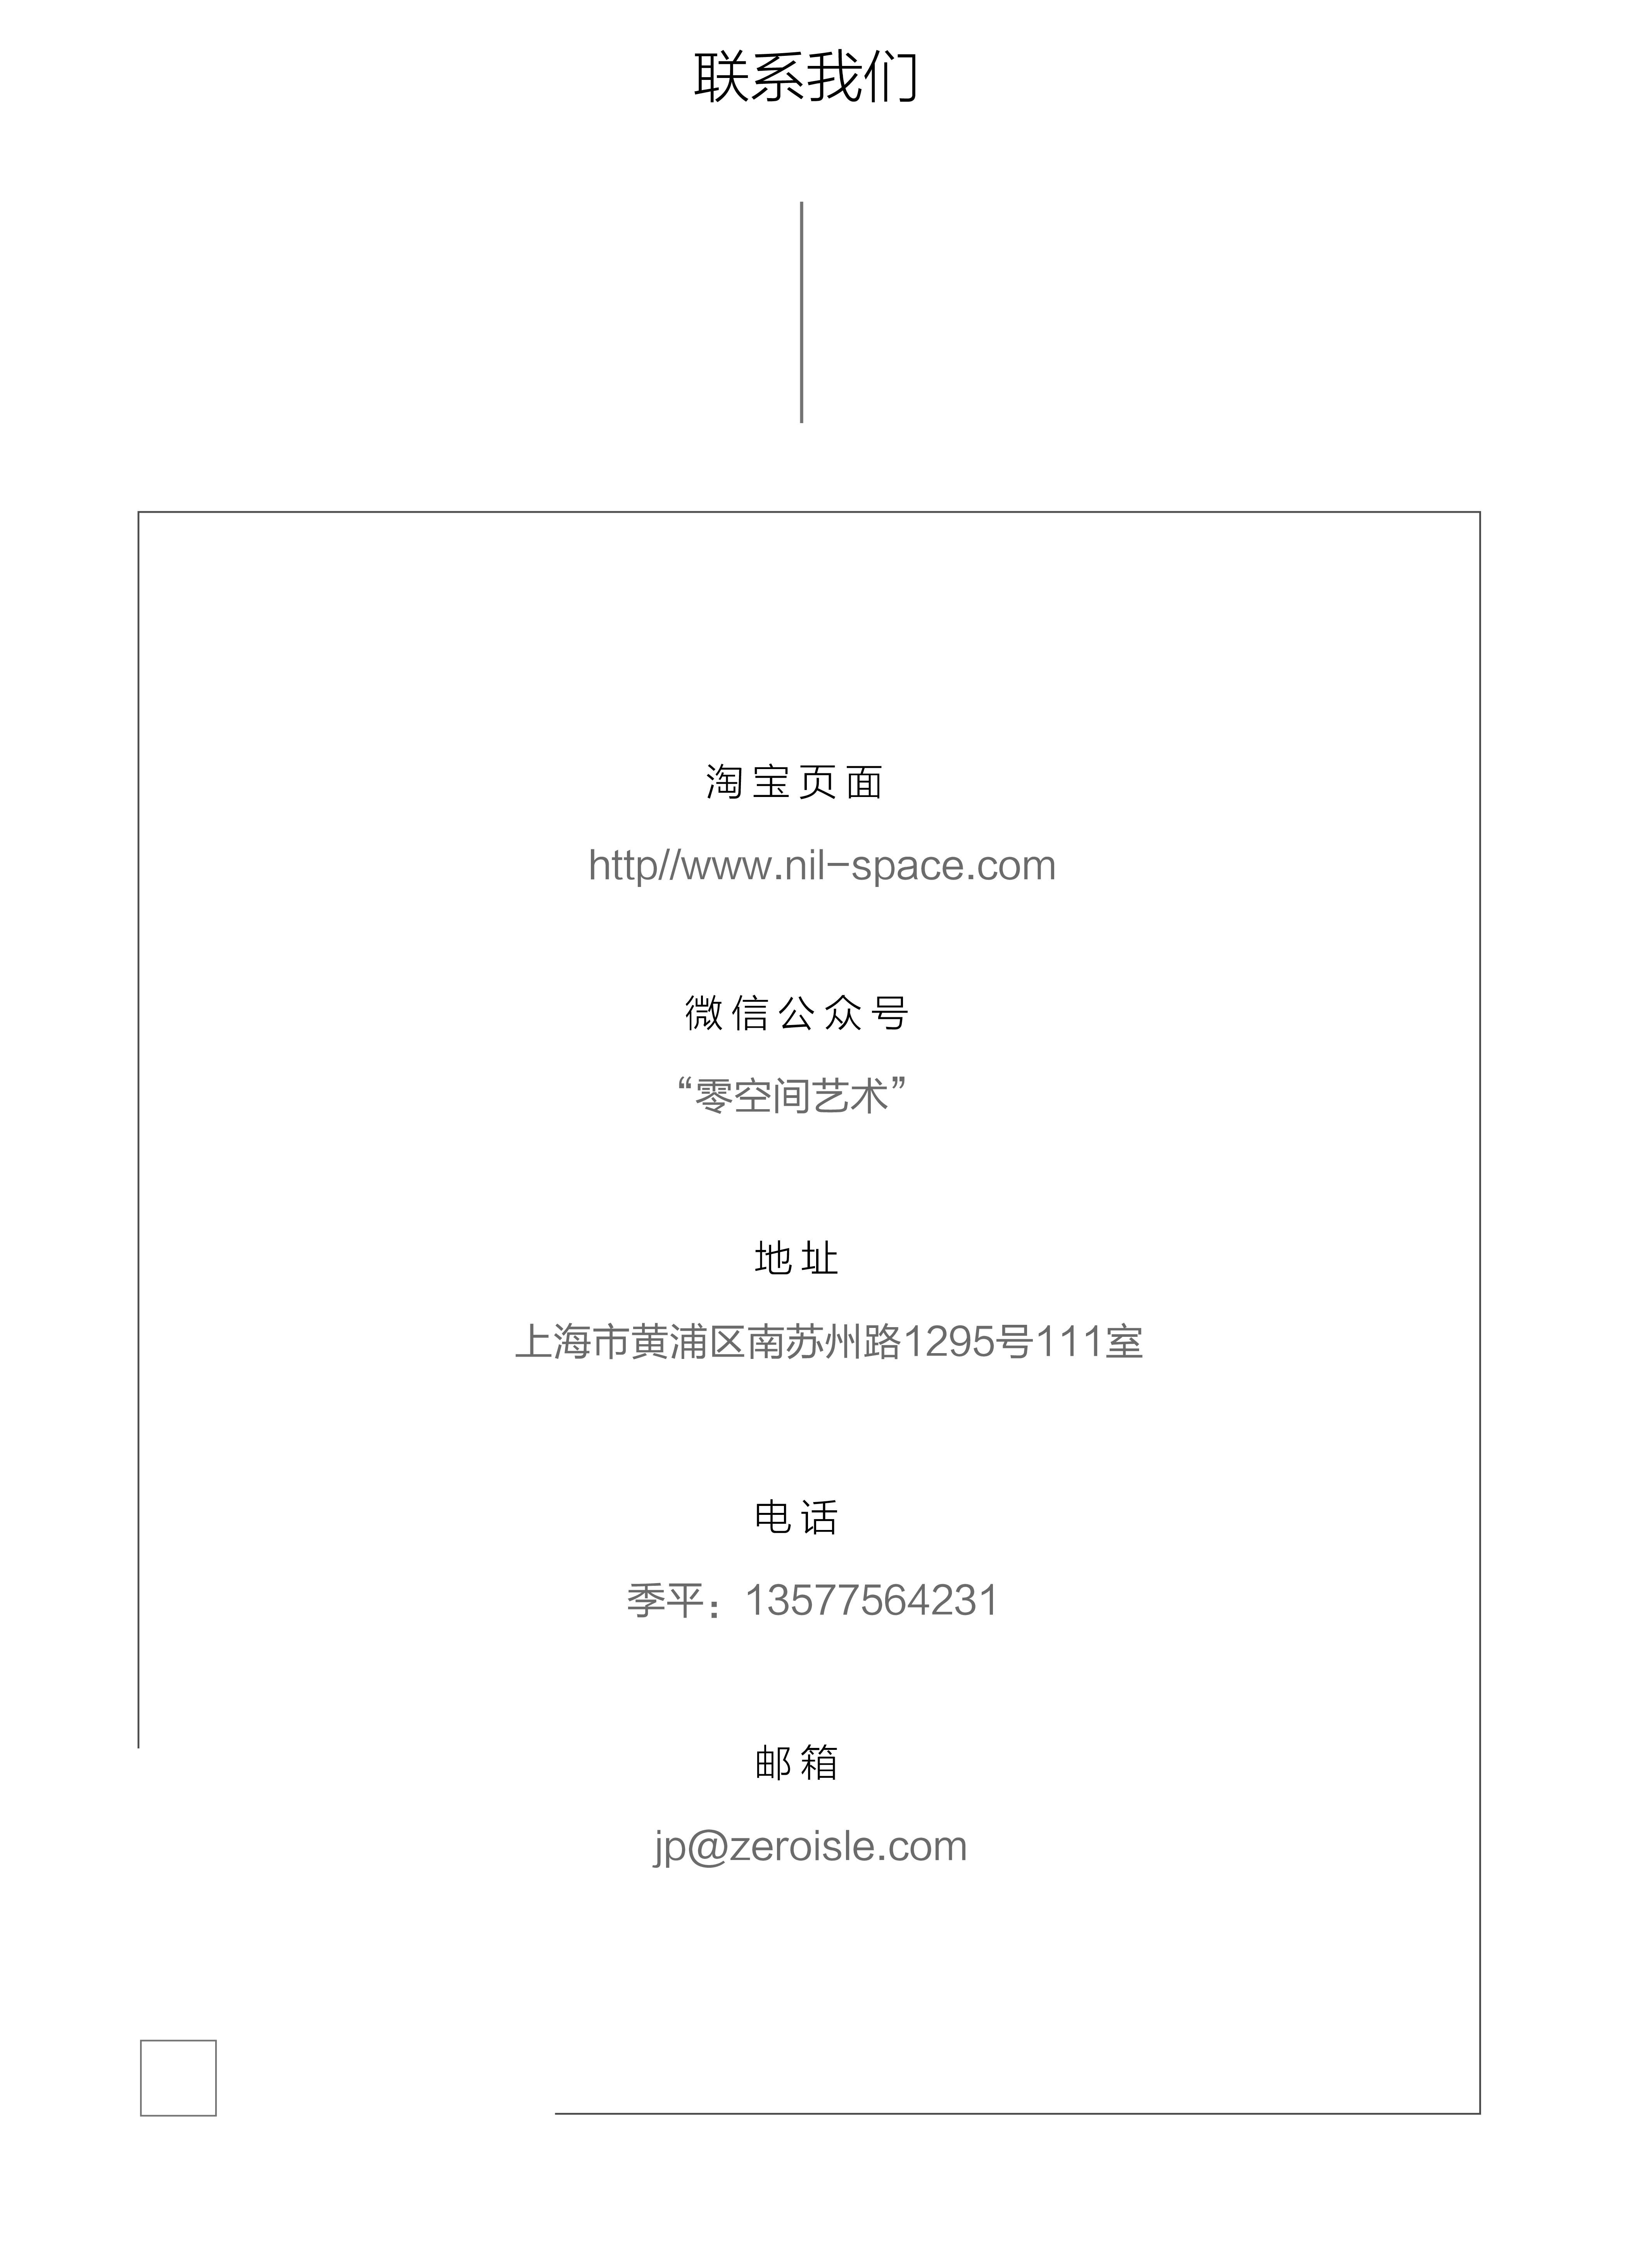 联系我们
淘宝页面
http//www.nil-space.com
微信公众号
“零空间艺术”
地址
上海市黄浦区南苏州路1295号111室
电话
季平：13577564231
邮箱
jp@zeroisle.com